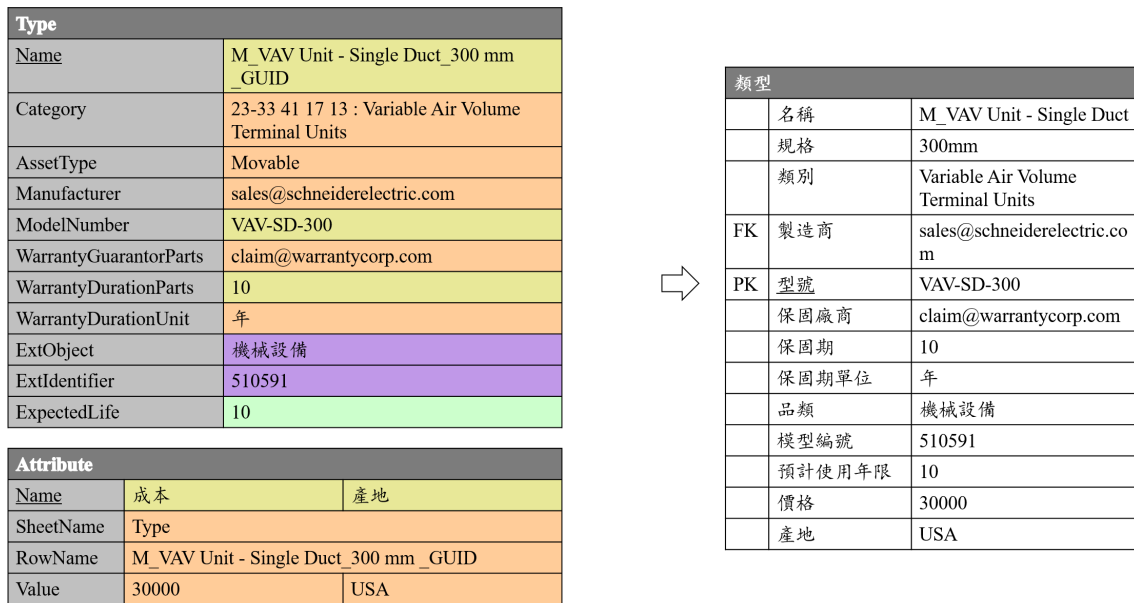 Type
Name M_VAV Unit - Single Duct_300 mm
_GUID
Category 23-33 41 17 13 : Variable Air Volume
Terminal Units
AssetType Movable
Manufacturer sales@schneiderelectric.com
ModelNumber VAV-SD-300
WarrantyGuarantorParts claim@warrantycorp.com
WarrantyDurationParts 10
WarrantyDurationUnit 年
ExtObject 機械設備
ExtIdentifier 510591
ExpectedLife 10
Attribute
Name 成本 產地
SheetName Type
RowName M_VAV Unit - Single Duct_300 mm _GUID
Value 30000 USA
類型
名稱 M_VAV Unit - Single Duct
規格 300mm
類別 Variable Air Volume
Terminal Units
FK 製造商 sales@schneiderelectric.co
m
PK 型號 VAV-SD-300
保固廠商 claim@warrantycorp.com
保固期 10
保固期單位 年
品類 機械設備
模型編號 510591
預計使用年限 10
價格 30000
產地 USA